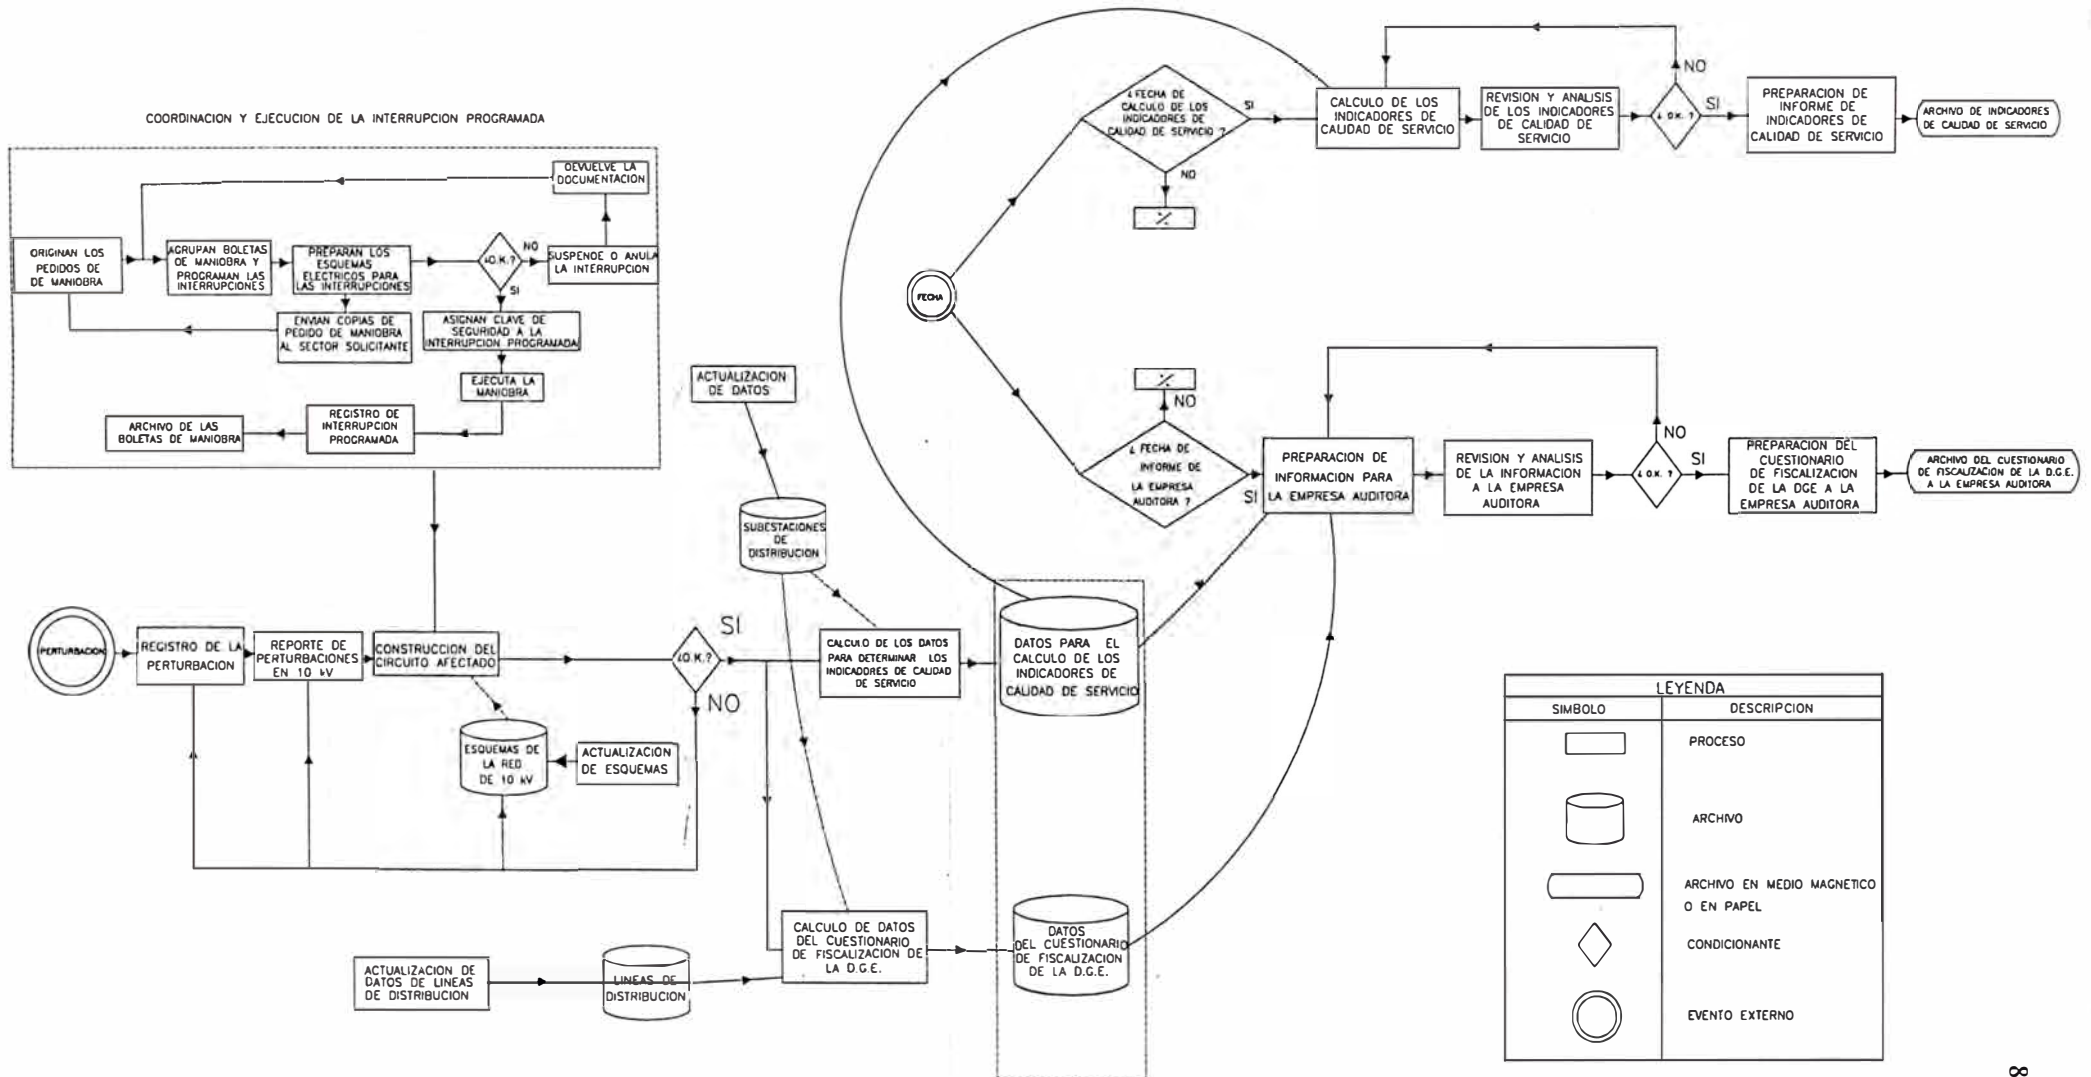 COORDINACION Y EJECUCION DE LA INTERRUPCION PROGRAMADA
DEVUELVE LA
DOCUMENTACION
ORIGINAN LOS
PEDIDOS DE
DE MANIOBRA
AGRUPAN BOLETAS
DE MANIOBRA Y
PROGRAMAN LAS
INTERRUPCIONES
PREPARAN LOS
ESQUEMAS
ELECTRICOS PARA
LAS INTERRUPCIONES
¿O.K.?
NO
SUSPENDE O ANULA
LA INTERRUPCION
SI
ENVIAN COPIAS DE
PEDIDO DE MANIOBRA
AL SECTOR SOLICITANTE
ASIGNAN CLAVE DE
SEGURIDAD A LA
INTERRUPCION PROGRAMADA
EJECUTA LA
MANIOBRA
REGISTRO DE
INTERRUPCION
PROGRAMADA
ARCHIVO DE LAS
BOLETAS DE MANIOBRA
¿ FECHA DE
CALCULO DE LOS
INDICADORES DE
CALIDAD DE SERVICIO ?
SI
NO
٪
CALCULO DE LOS
INDICADORES DE
CALIDAD DE SERVICIO
REVISION Y ANALISIS
DE LOS INDICADORES
DE CALIDAD DE
SERVICIO
¿ O.K. ?
NO
SI
PREPARACION DE
INFORME DE
INDICADORES DE
CALIDAD DE SERVICIO
ARCHIVO DE INDICADORES
DE CALIDAD DE SERVICIO
FECHA
٪
NO
¿ FECHA DE
INFORME DE
LA EMPRESA
AUDITORA ?
SI
PREPARACION DE
INFORMACION PARA
LA EMPRESA AUDITORA
REVISION Y ANALISIS
DE LA INFORMACION
A LA EMPRESA
AUDITORA
¿ O.K. ?
NO
SI
PREPARACION DEL
CUESTIONARIO
DE FISCALIZACION
DE LA DGE A LA
EMPRESA AUDITORA
ARCHIVO DEL CUESTIONARIO
DE FISCALIZACION DE LA D.G.E.
A LA EMPRESA AUDITORA
ACTUALIZACION
DE DATOS
SUBESTACIONES
DE
DISTRIBUCION
PERTURBACION
REGISTRO DE LA
PERTURBACION
REPORTE DE
PERTURBACIONES
EN 10 kV
CONSTRUCCION DEL
CIRCUITO AFECTADO
¿O.K.?
SI
NO
ESQUEMAS DE
LA RED
DE 10 kV
ACTUALIZACION
DE ESQUEMAS
CALCULO DE LOS DATOS
PARA DETERMINAR LOS
INDICADORES DE CALIDAD
DE SERVICIO
DATOS PARA EL
CALCULO DE LOS
INDICADORES DE
CALIDAD DE SERVICIO
CALCULO DE DATOS
DEL CUESTIONARIO
DE FISCALIZACION DE
LA D.G.E.
DATOS
DEL CUESTIONARIO
DE FISCALIZACION
DE LA D.G.E.
ACTUALIZACION DE
DATOS DE LINEAS
DE DISTRIBUCION
LINEAS DE
DISTRIBUCION
LEYENDA
SIMBOLO
DESCRIPCION
PROCESO
ARCHIVO
ARCHIVO EN MEDIO MAGNETICO
O EN PAPEL
CONDICIONANTE
EVENTO EXTERNO
8